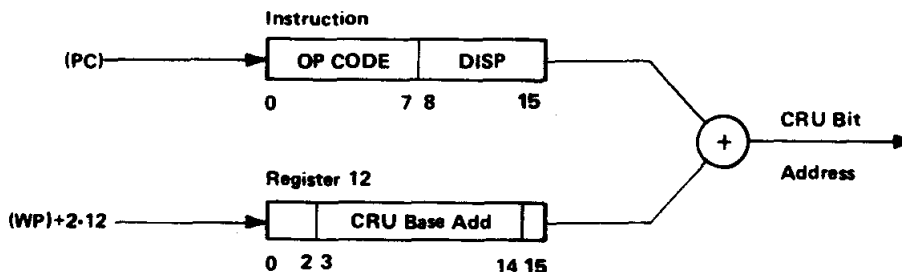 Instruction
(PC)
OP CODE
DISP
0
7
8
15
+
CRU Bit
Address
Register 12
(WP)+2·12
CRU Base Add
0
2
3
14
15